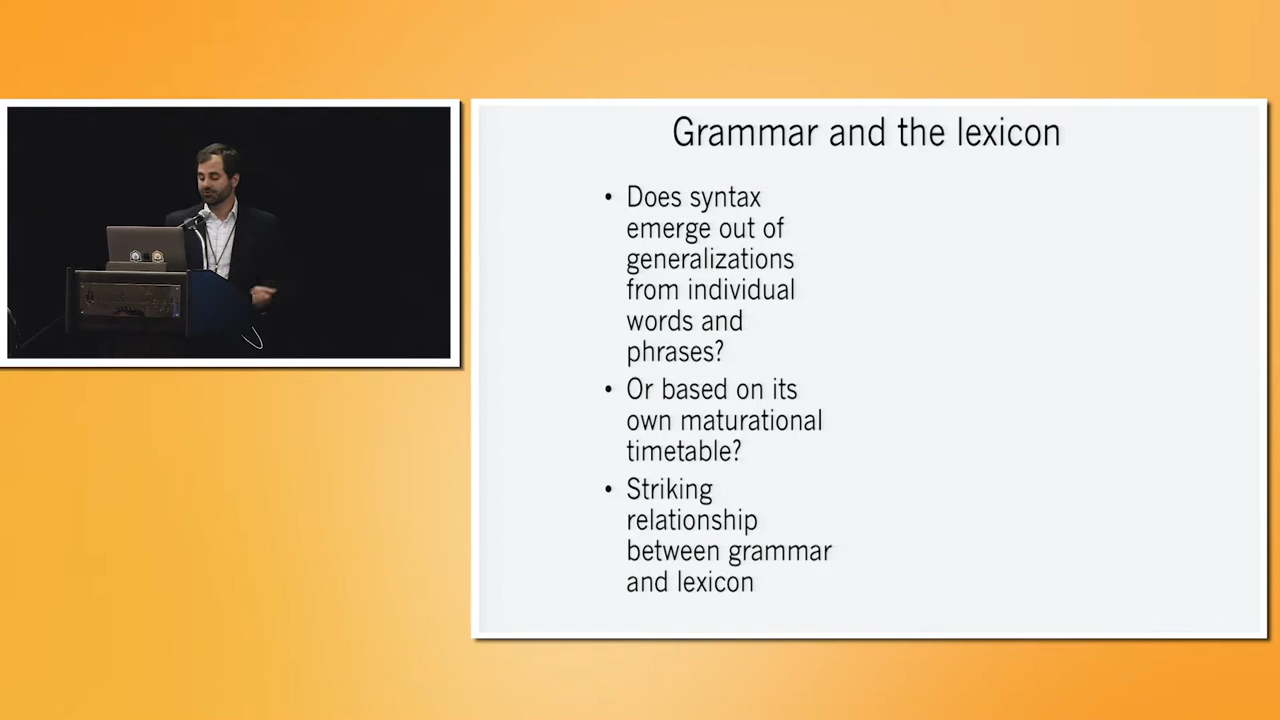 Grammar and the lexicon
• Does syntax
emerge out of
generalizations
from individual
words and
phrases?
• Or based on its
own maturational
timetable?
• Striking
relationship
between grammar
and lexicon